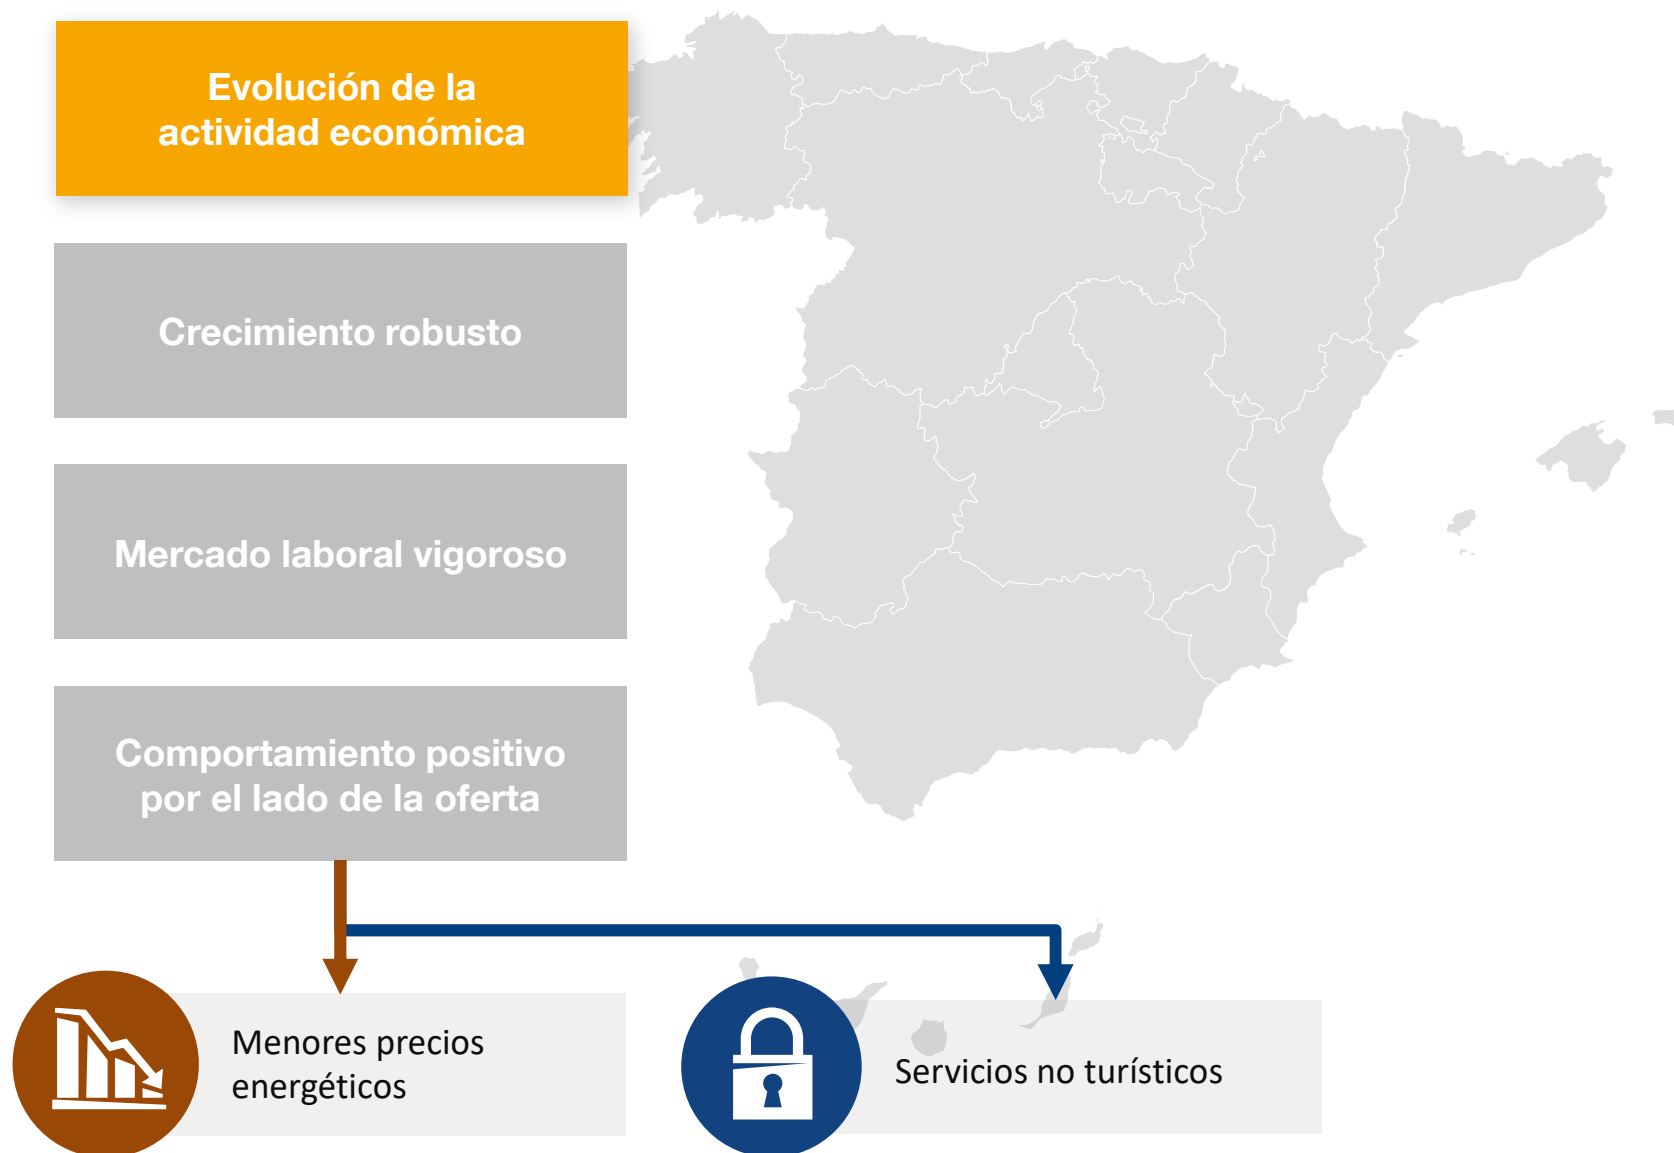 Evolución de la
actividad económica
Crecimiento robusto
Mercado laboral vigoroso
Comportamiento positivo
por el lado de la oferta
Menores precios
energéticos
Servicios no turísticos